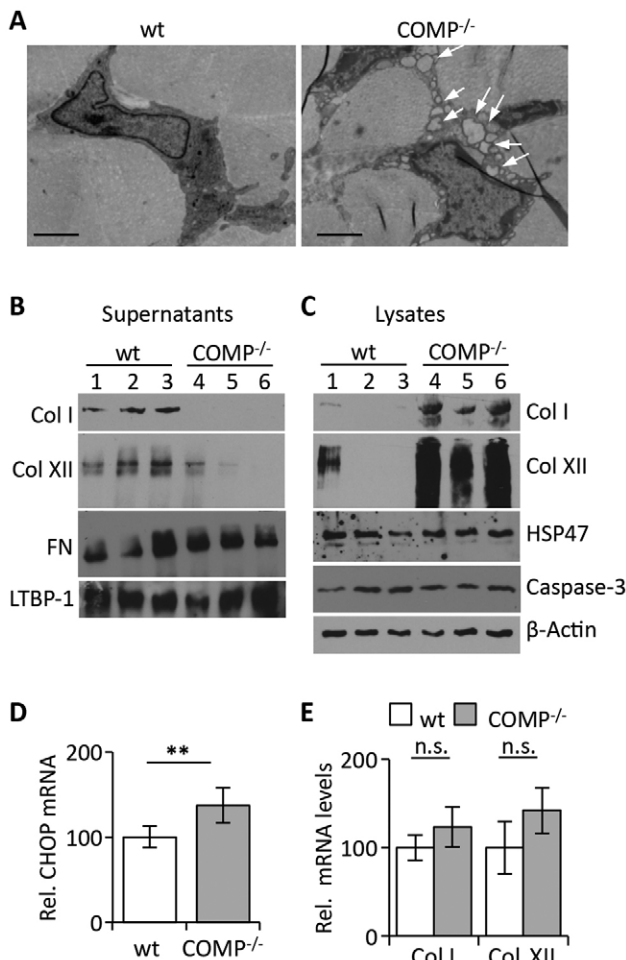 A
wt COMP-/-
B
Supernatants
wt COMP-/-
1 2 3 4 5 6
Col I
Col XII
FN
LTBP-1
C
Lysates
wt COMP-/-
1 2 3 4 5 6
Col I
Col XII
HSP47
Caspase-3
β-Actin
D
Rel. CHOP mRNA
200
100
0
**
wt COMP-/-
E
wt COMP-/-
Rel. mRNA levels
200
100
0
n.s. n.s.
Col I Col XII